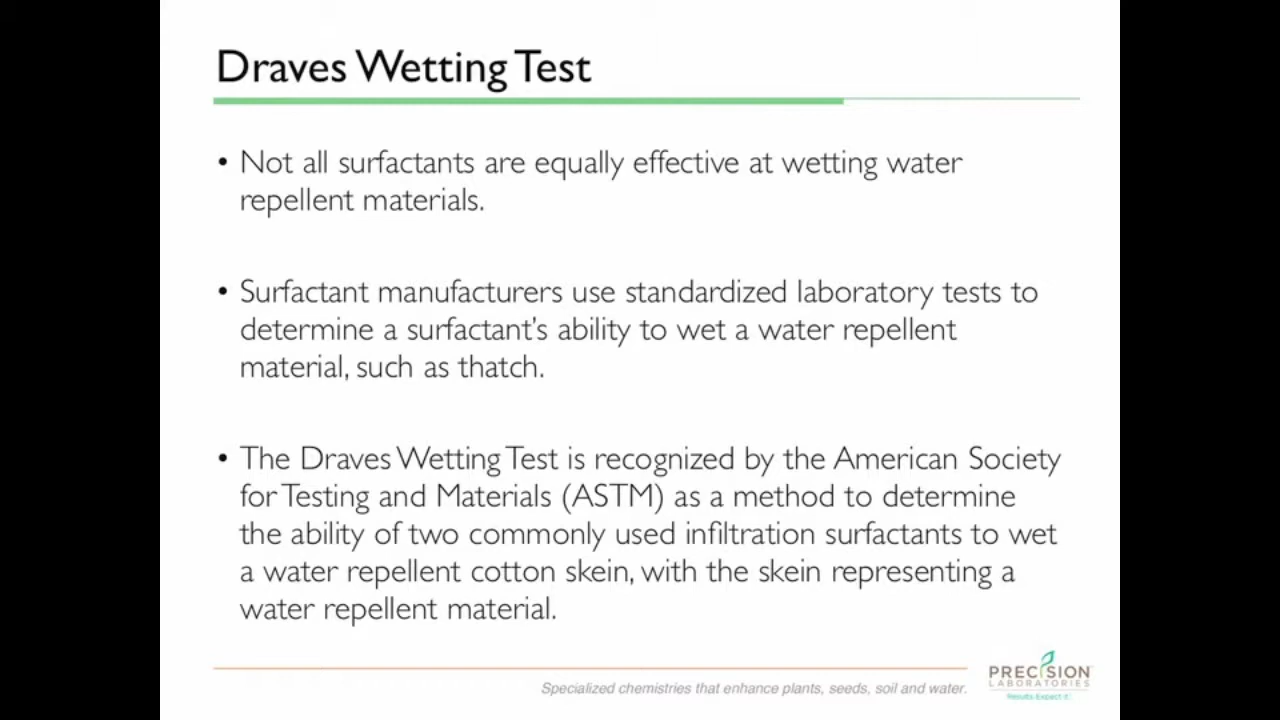 Draves Wetting Test
• Not all surfactants are equally effective at wetting water
repellent materials.
• Surfactant manufacturers use standardized laboratory tests to
determine a surfactant's ability to wet a water repellent
material, such as thatch.
• The Draves Wetting Test is recognized by the American Society
for Testing and Materials (ASTM) as a method to determine
the ability of two commonly used infiltration surfactants to wet
a water repellent cotton skein, with the skein representing a
water repellent material.
Specialized chemistries that enhance plants, seeds, soil and water.
PRECISION
LABORATORIES
Results Expect it.